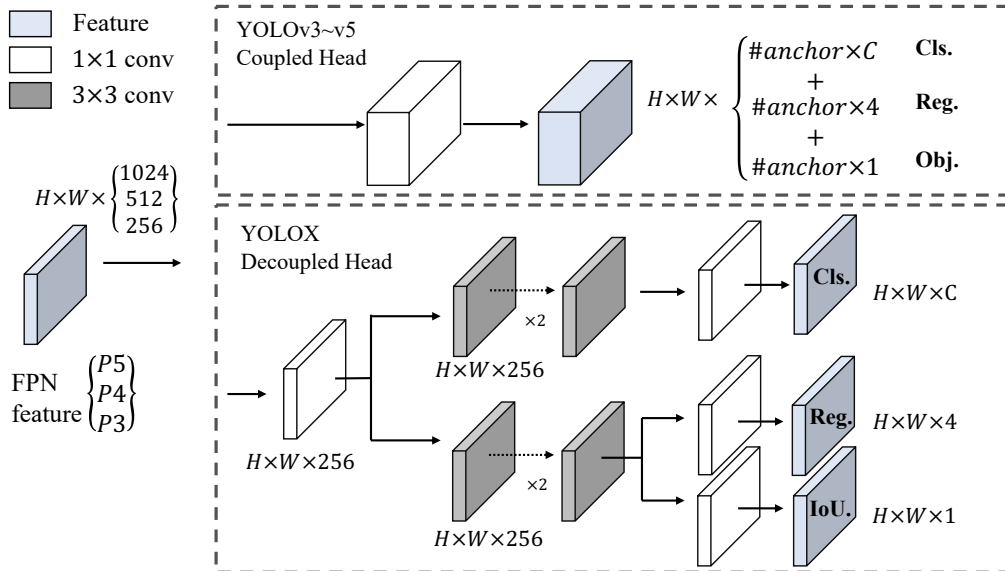 Feature
1×1 conv
3×3 conv
H×W×{1024
512
256}
FPN
feature
{P5
P4
P3}
YOLOv3~v5
Coupled Head
H×W×
{#anchor×C Cls.
+
#anchor×4 Reg.
+
#anchor×1 Obj.
YOLOX
Decoupled Head
H×W×256
×2
H×W×256
Cls.
H×W×C
×2
H×W×256
Reg.
H×W×4
IoU.
H×W×1